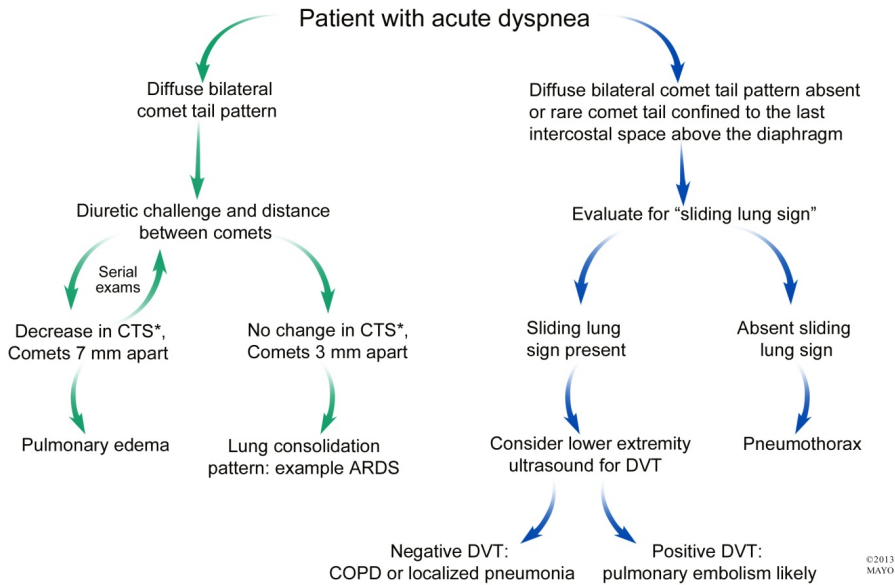 Patient with acute dyspnea
Diffuse bilateral
comet tail pattern
Diffuse bilateral comet tail pattern absent
or rare comet tail confined to the last
intercostal space above the diaphragm
Diuretic challenge and distance
between comets
Evaluate for “sliding lung sign”
Serial
exams
Decrease in CTS*,
Comets 7 mm apart
No change in CTS*,
Comets 3 mm apart
Sliding lung
sign present
Absent sliding
lung sign
Pulmonary edema
Lung consolidation
pattern: example ARDS
Consider lower extremity
ultrasound for DVT
Pneumothorax
Negative DVT:
COPD or localized pneumonia
Positive DVT:
pulmonary embolism likely
©2013
MAYO